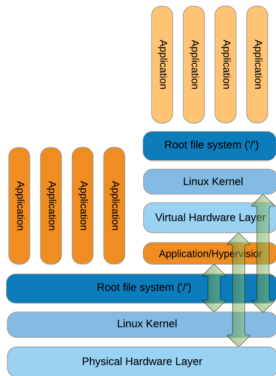 Application
Application
Application
Application
Root file system ('/')
Linux Kernel
Virtual Hardware Layer
Application/Hypervisior
Application
Application
Application
Application
Root file system ('/')
Linux Kernel
Physical Hardware Layer